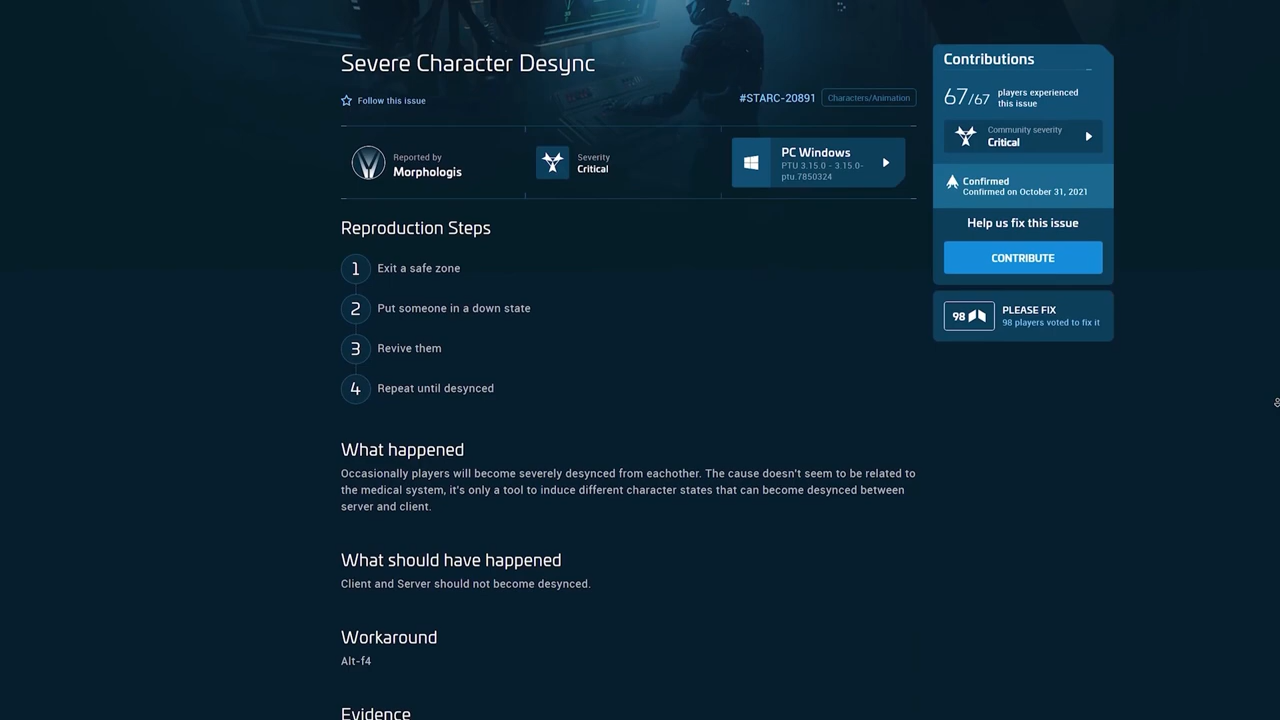 Severe Character Desync
Follow this issue
#STARC-20891
Characters/Animation
Reported by
Morphologis
Severity
Critical
PC Windows
PTU 3.15.0 - 3.15.0-
ptu.7850324
Reproduction Steps
1 Exit a safe zone
2 Put someone in a down state
3 Revive them
4 Repeat until desynced
What happened
Occasionally players will become severely desynced from eachother. The cause doesn't seem to be related to
the medical system, it's only a tool to induce different character states that can become desynced between
server and client.
What should have happened
Client and Server should not become desynced.
Workaround
Alt-f4
Evidence
Contributions
67/67
players experienced
this issue
Community severity
Critical
Confirmed
Confirmed on October 31, 2021
Help us fix this issue
CONTRIBUTE
98
PLEASE FIX
98 players voted to fix it